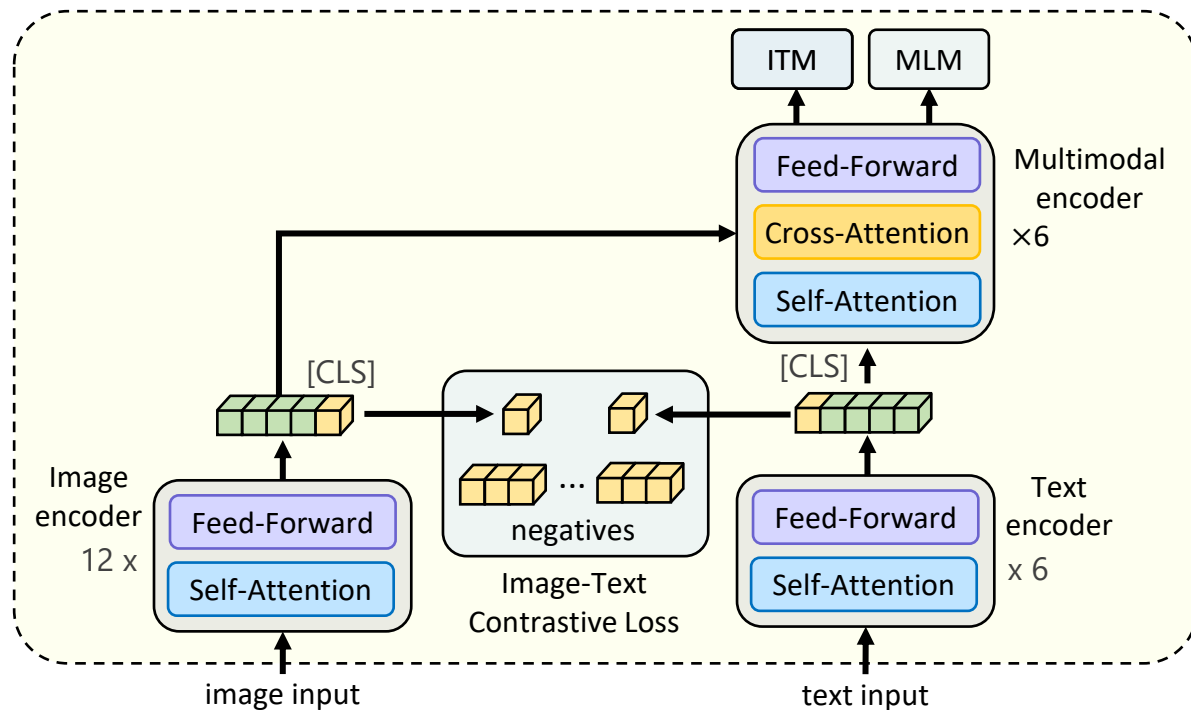 ITM
MLM
Feed-Forward
Cross-Attention
Self-Attention
Multimodal
encoder
×6
[CLS]
[CLS]
...
negatives
Image-Text
Contrastive Loss
Image
encoder
12 x
Feed-Forward
Self-Attention
Feed-Forward
Self-Attention
Text
encoder
x 6
image input
text input